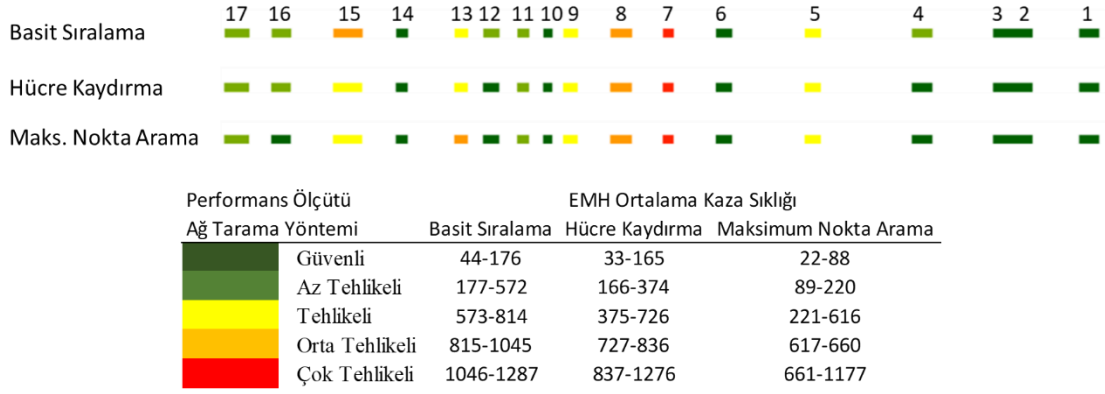 17 16 15 14 13 12 11 10 9 8 7 6 5 4 3 2 1
Basit Sıralama
Hücre Kaydırma
Maks. Nokta Arama
Performans Ölçütü EMH Ortalama Kaza Sıklığı
Ağ Tarama Yöntemi Basit Sıralama Hücre Kaydırma Maksimum Nokta Arama
Güvenli 44-176 33-165 22-88
Az Tehlikeli 177-572 166-374 89-220
Tehlikeli 573-814 375-726 221-616
Orta Tehlikeli 815-1045 727-836 617-660
Çok Tehlikeli 1046-1287 837-1276 661-1177